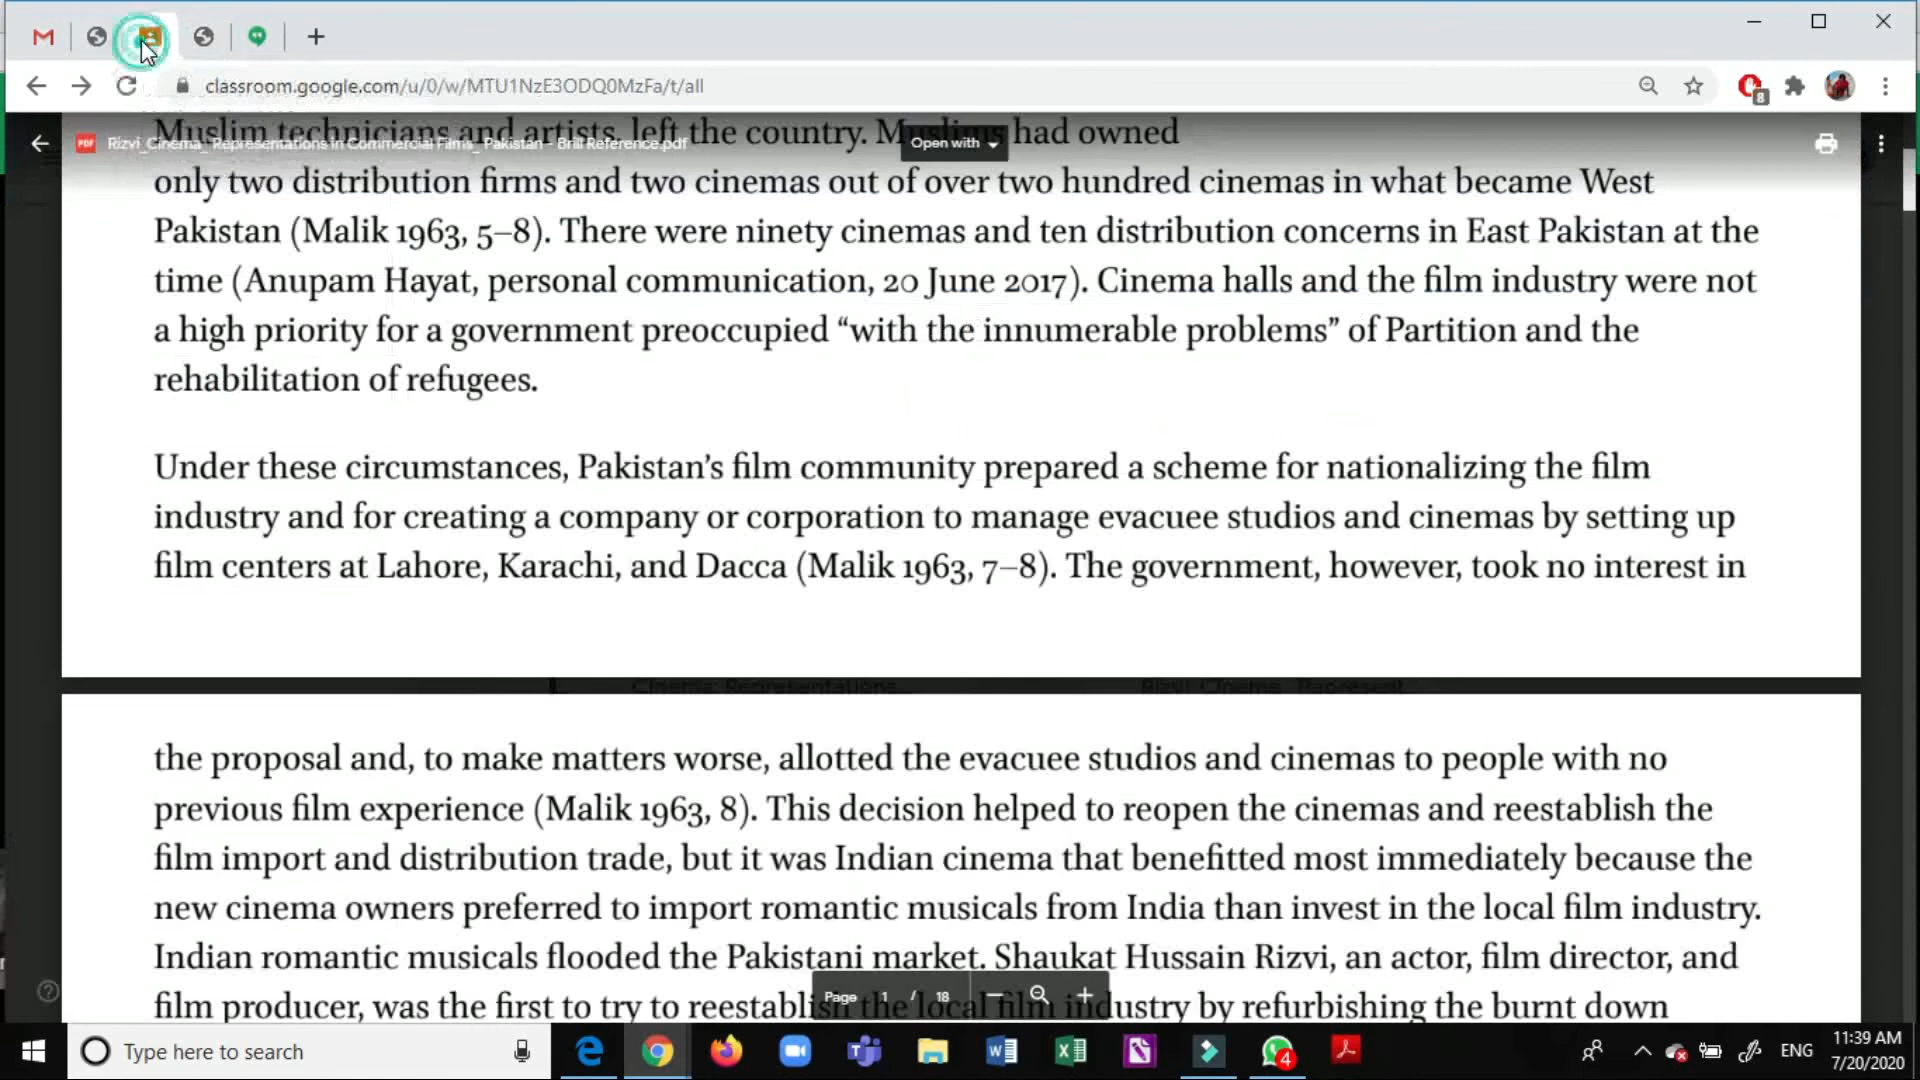 classroom.google.com/u/0/w/MTU1NzE3ODQ0MzFa/t/all
8
Muslim technicians and artists, left the country. Muslims had owned
PDF Rizvi_Cinema_ Representations in Commercial Films_ Pakistan - Brill Reference.pdf
Open with
only two distribution firms and two cinemas out of over two hundred cinemas in what became West
Pakistan (Malik 1963, 5–8). There were ninety cinemas and ten distribution concerns in East Pakistan at the
time (Anupam Hayat, personal communication, 20 June 2017). Cinema halls and the film industry were not
a high priority for a government preoccupied “with the innumerable problems” of Partition and the
rehabilitation of refugees.
Under these circumstances, Pakistan’s film community prepared a scheme for nationalizing the film
industry and for creating a company or corporation to manage evacuee studios and cinemas by setting up
film centers at Lahore, Karachi, and Dacca (Malik 1963, 7–8). The government, however, took no interest in
the proposal and, to make matters worse, allotted the evacuee studios and cinemas to people with no
previous film experience (Malik 1963, 8). This decision helped to reopen the cinemas and reestablish the
film import and distribution trade, but it was Indian cinema that benefitted most immediately because the
new cinema owners preferred to import romantic musicals from India than invest in the local film industry.
Indian romantic musicals flooded the Pakistani market. Shaukat Hussain Rizvi, an actor, film director, and
film producer, was the first to try to reestablish the local film industry by refurbishing the burnt down
Page 1 / 18
Type here to search
4
ENG
11:39 AM
7/20/2020